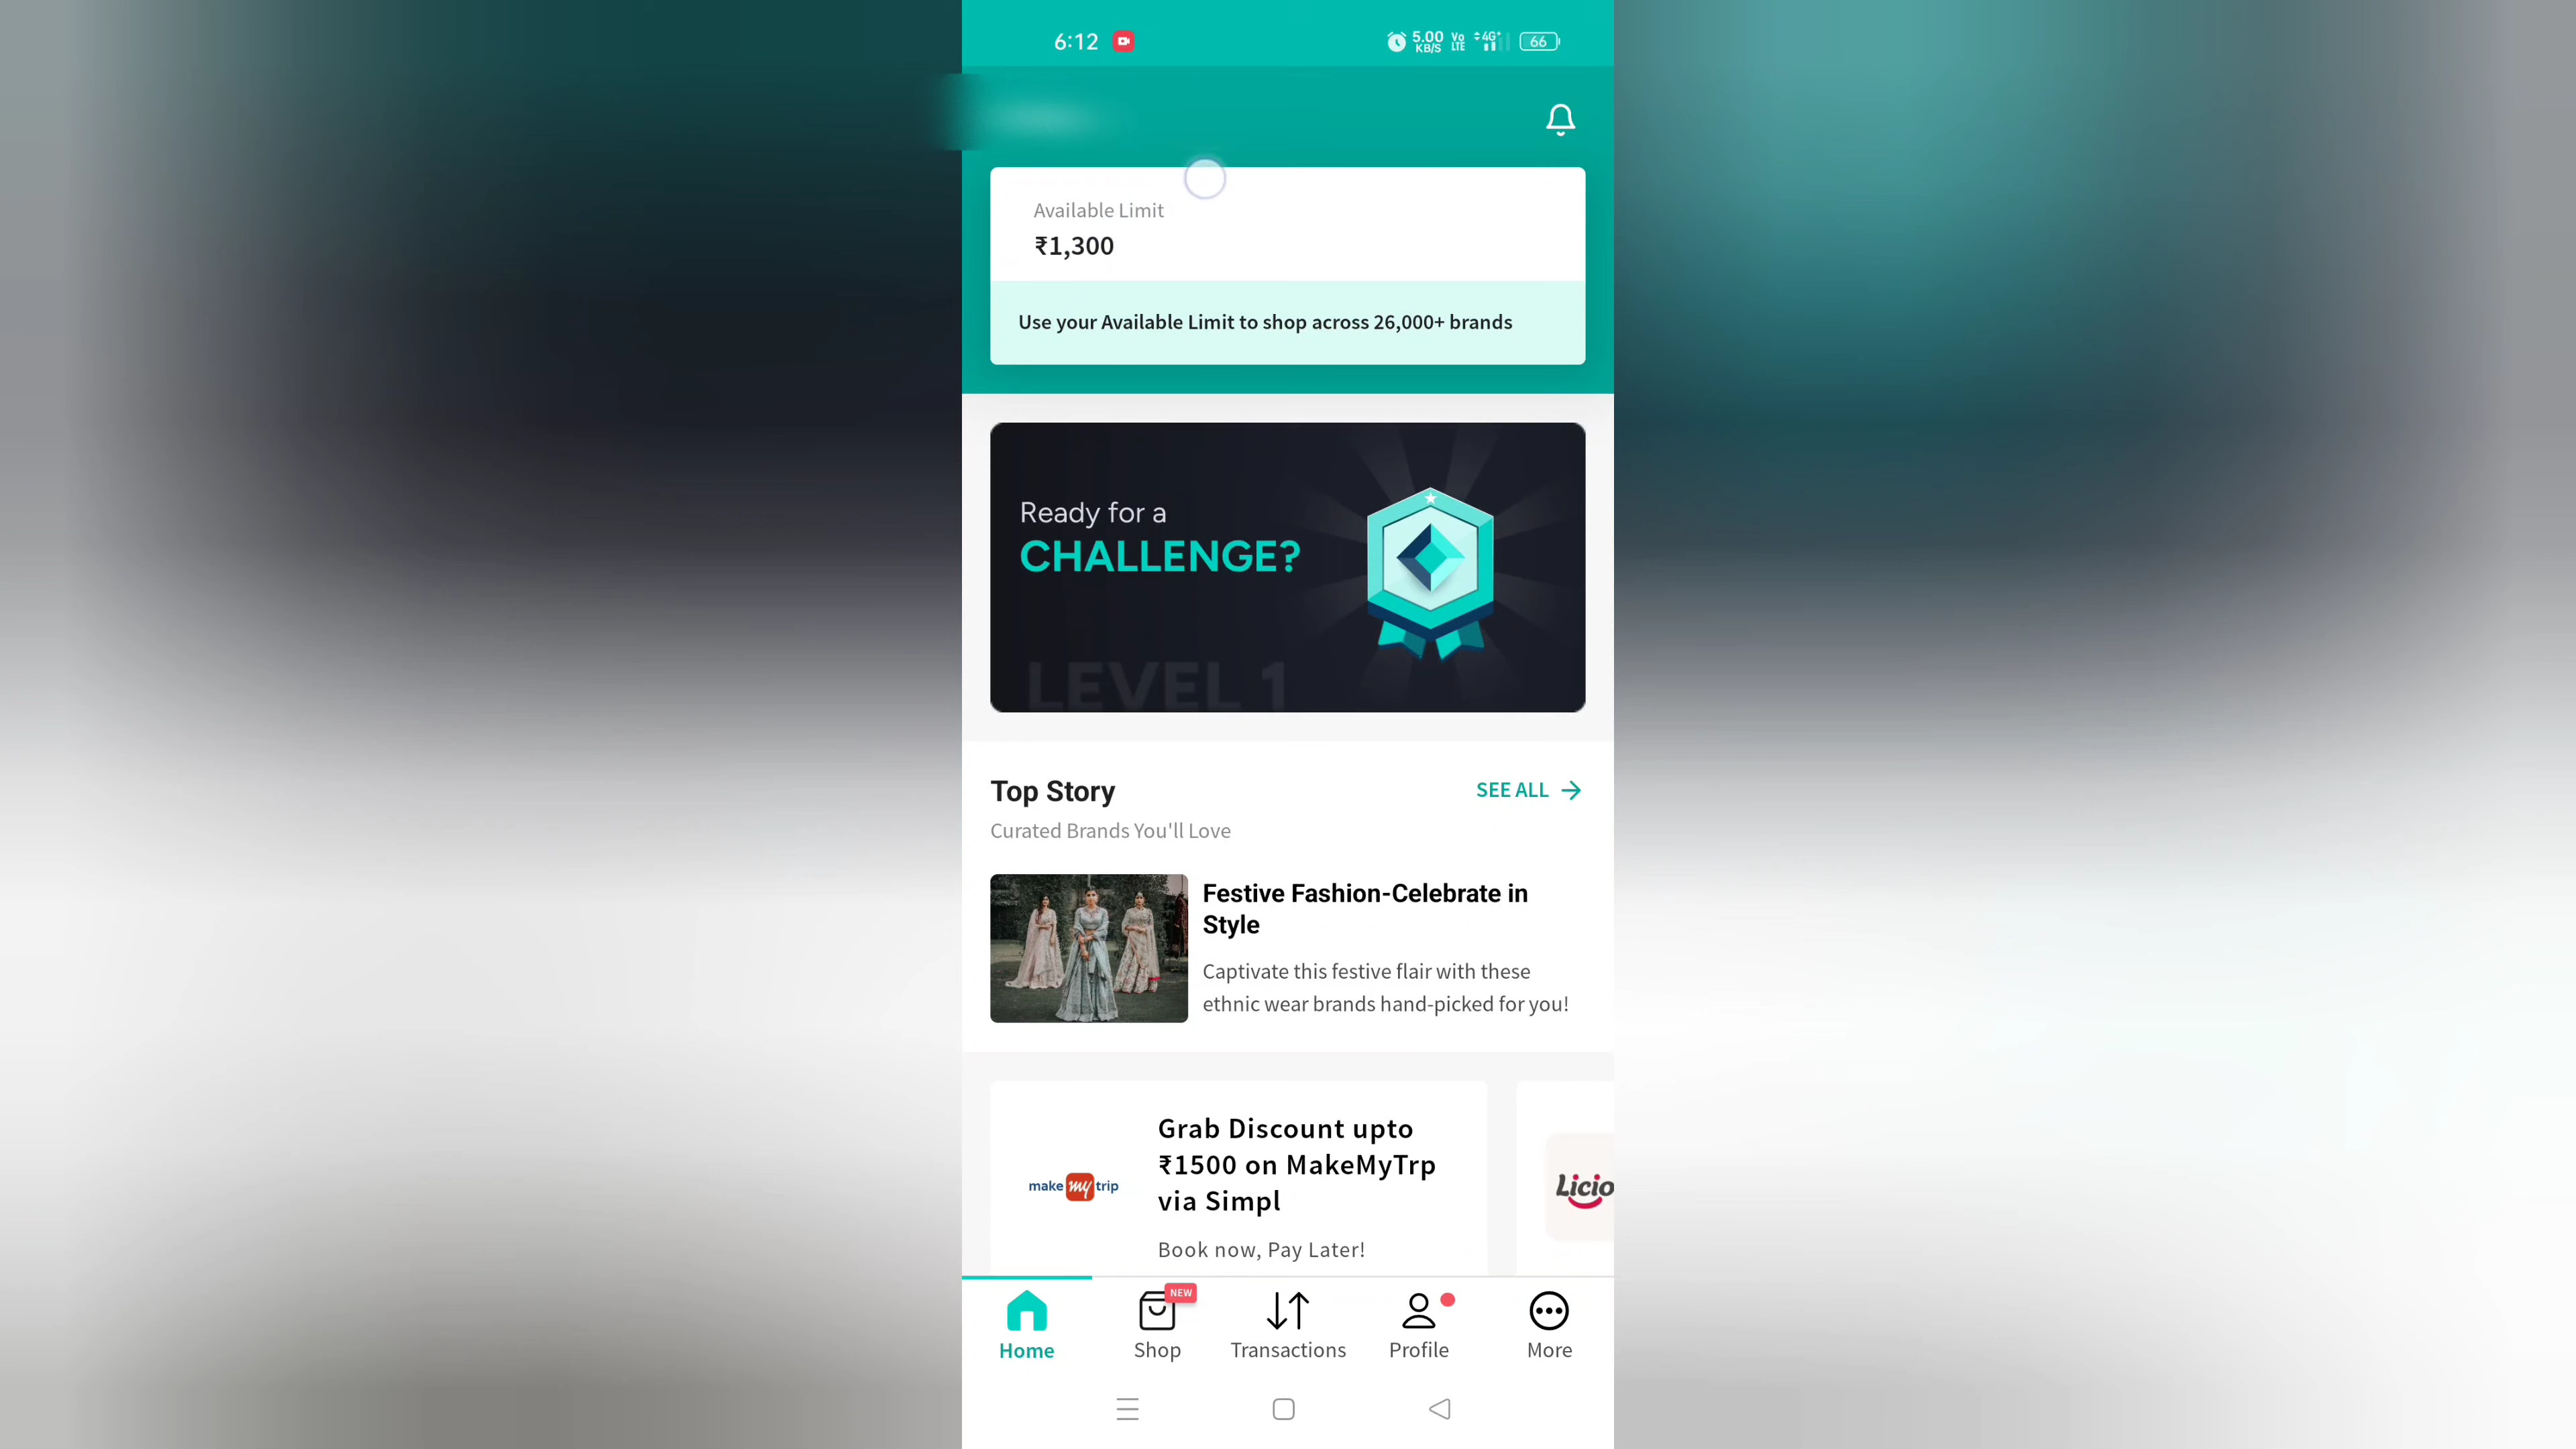 6:12
5.00 KB/S Vo LTE 4G+ 66
Available Limit
₹1,300
Use your Available Limit to shop across 26,000+ brands
Ready for a
CHALLENGE?
LEVEL 1
Top Story
SEE ALL
Curated Brands You'll Love
Festive Fashion-Celebrate in
Style
Captivate this festive flair with these
ethnic wear brands hand-picked for you!
Grab Discount upto
₹1500 on MakeMyTrp
via Simpl
make my trip
Licio
Book now, Pay Later!
NEW
Home
Shop
Transactions
Profile
More